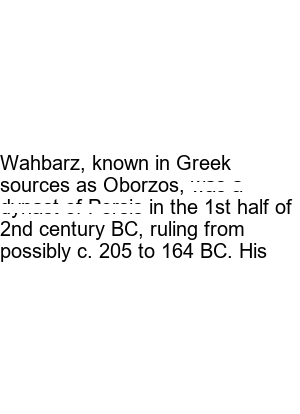 Wahbarz, known in Greek
sources as Oborzos, was a
dynast of Persis in the 1st half of
2nd century BC, ruling from
possibly c. 205 to 164 BC. His